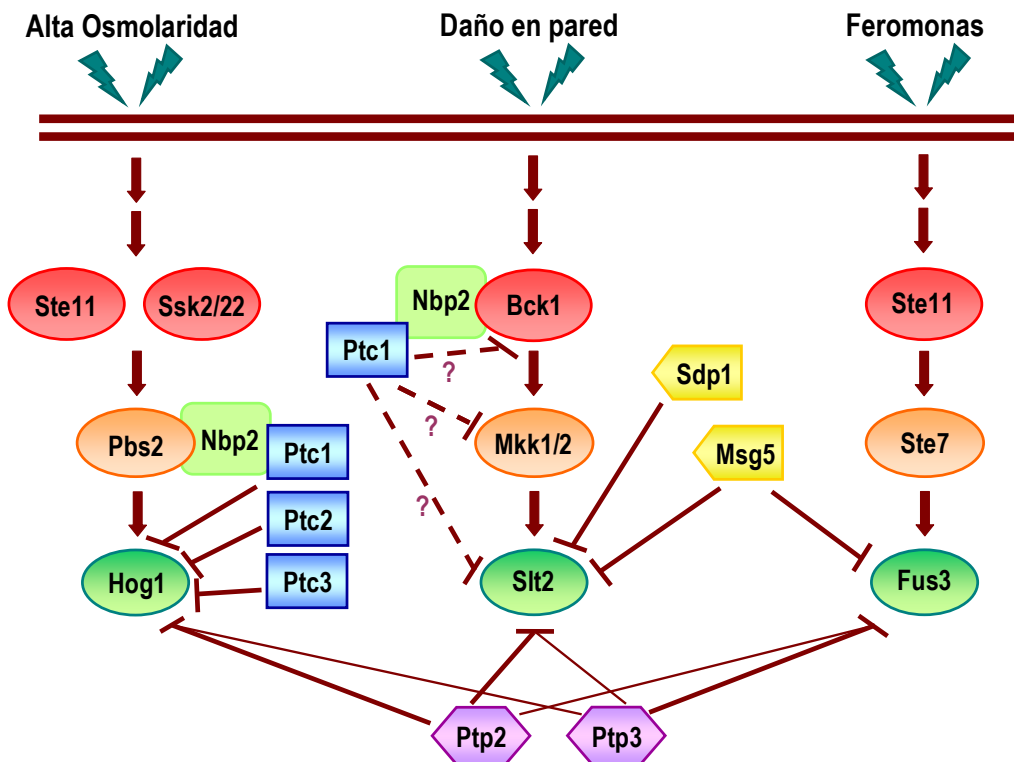 Alta Osmolaridad
Daño en pared
Feromonas
Ste11
Ssk2/22
Nbp2
Bck1
Ste11
Ptc1
?
Sdp1
?
Pbs2
Nbp2
Ptc1
Mkk1/2
Msg5
Ste7
?
Ptc2
Hog1
Ptc3
Slt2
Fus3
Ptp2
Ptp3